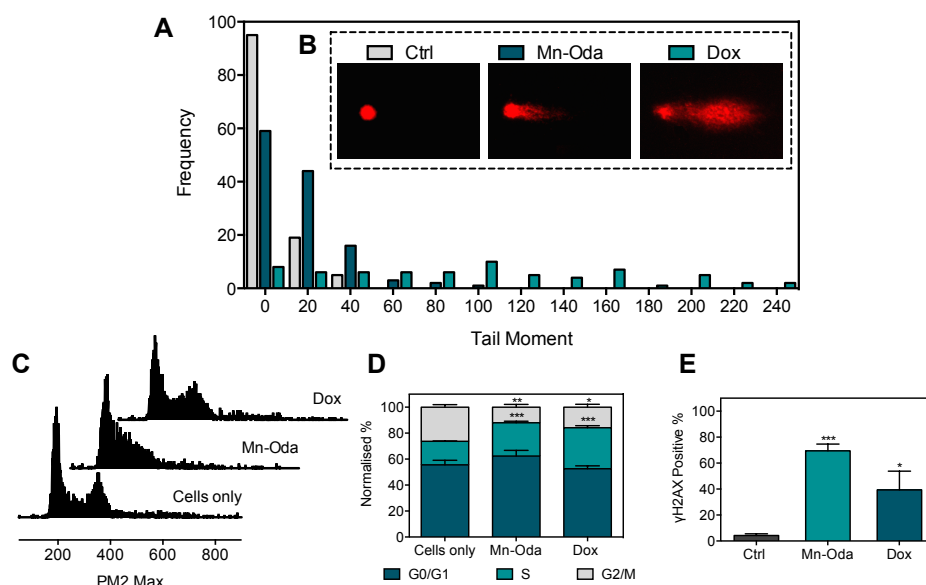 A
B
Ctrl
Mn-Oda
Dox
100
80
60
40
20
0
Frequency
0 20 40 60 80 100 120 140 160 180 200 220 240
Tail Moment
C
Dox
Mn-Oda
Cells only
200 400 600 800
PM2 Max
D
100
80
60
40
20
0
Normalised %
** *
*** ***
Cells only Mn-Oda Dox
G0/G1 S G2/M
E
100
80
60
40
20
0
γH2AX Positive %
***
*
Ctrl Mn-Oda Dox